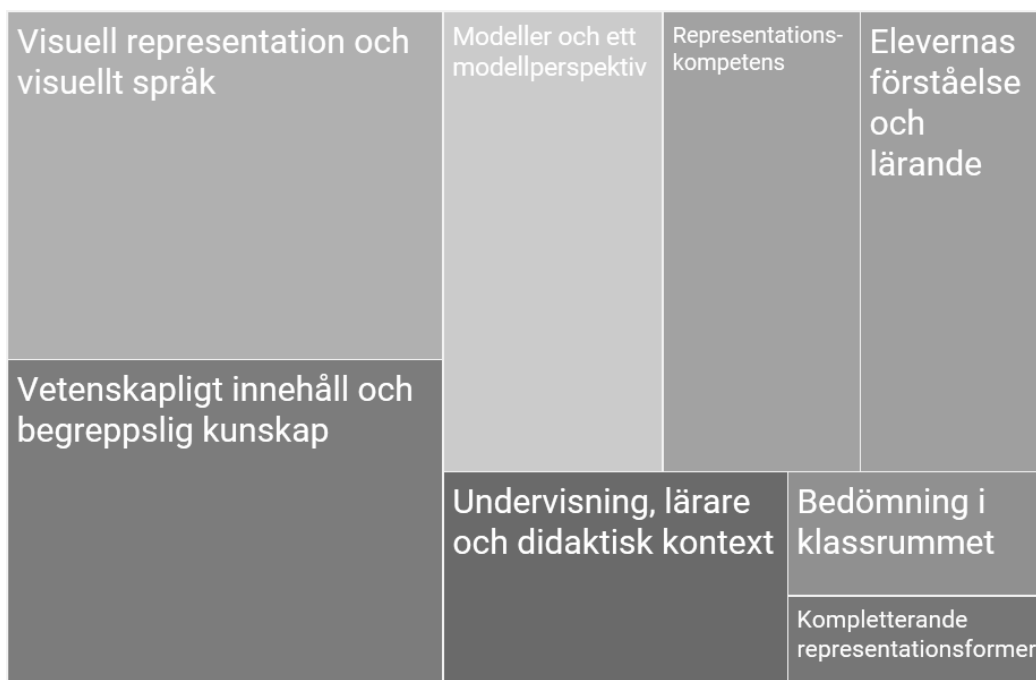 Visuell representation och
visuellt språk
Modeller och ett
modellperspektiv
Representations-
kompetens
Elevernas
förståelse
och
lärande
Vetenskapligt innehåll och
begreppslig kunskap
Undervisning, lärare
och didaktisk kontext
Bedömning i
klassrummet
Kompletterande
representationsformer